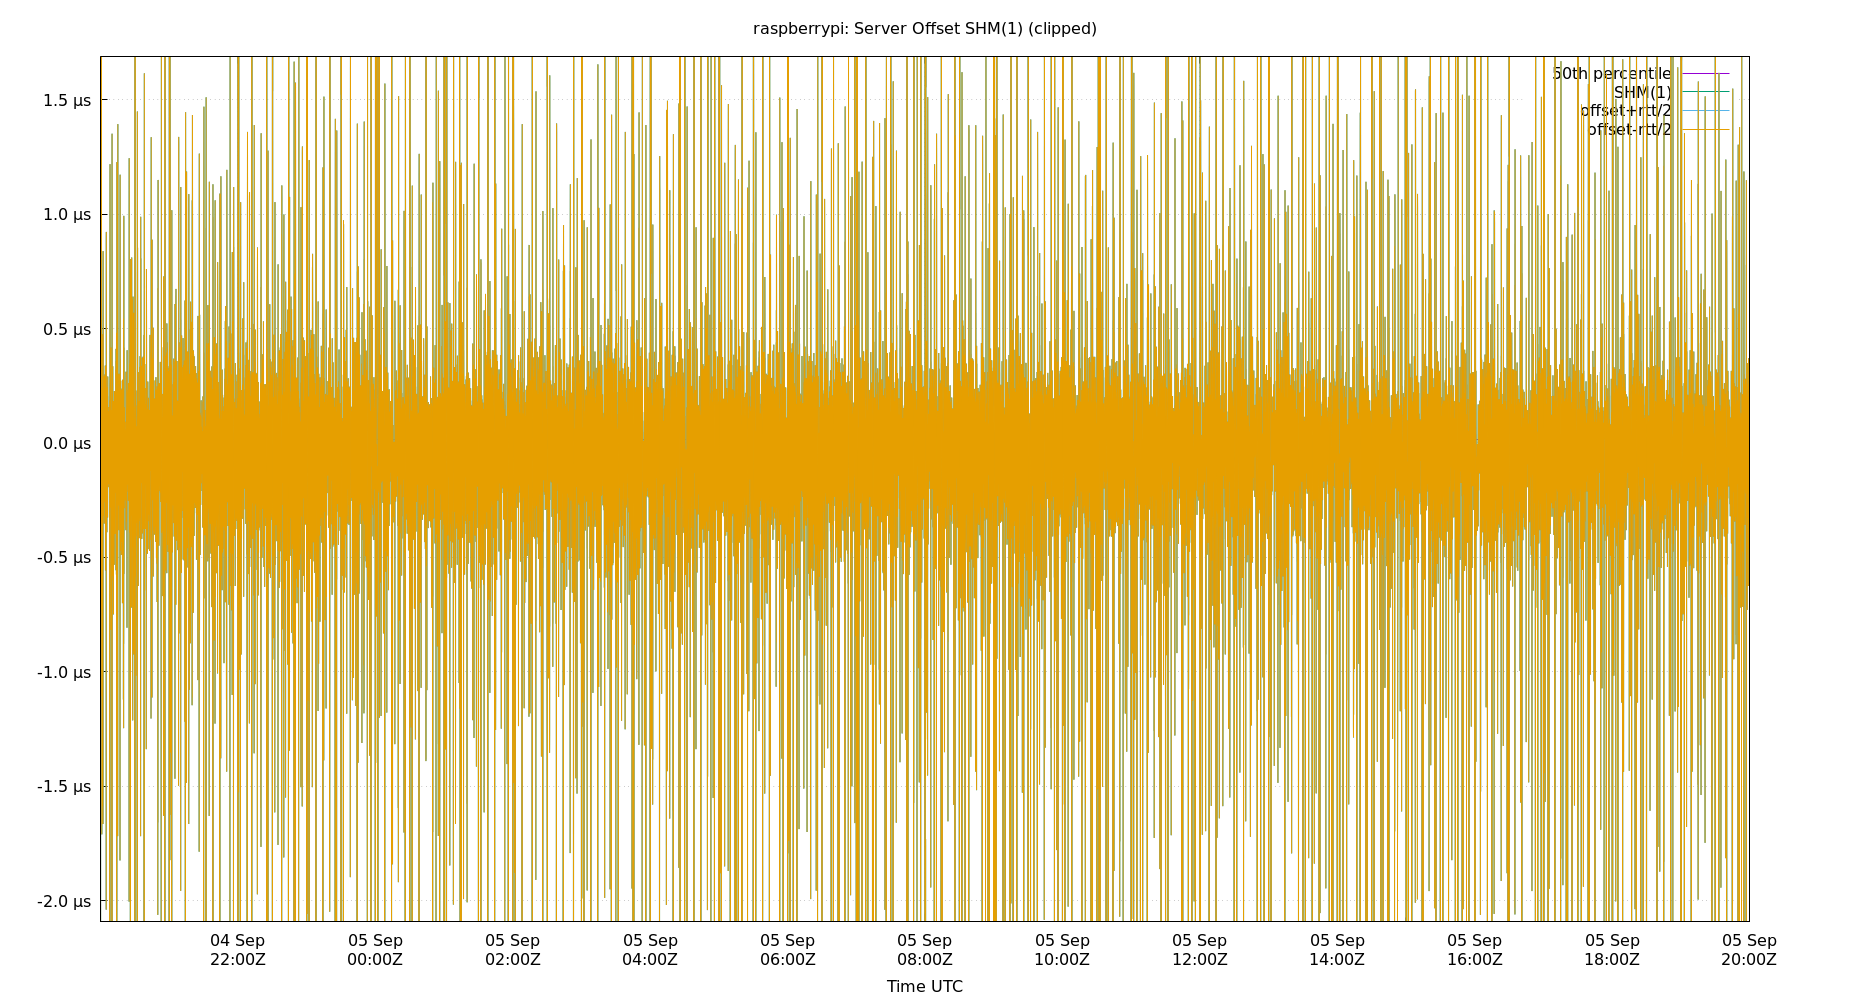 raspberrypi: Server Offset SHM(1) (clipped)
50th percentile
SHM(1)
offset+rtt/2
offset-rtt/2
1.5 µs
1.0 µs
0.5 µs
0.0 µs
-0.5 µs
-1.0 µs
-1.5 µs
-2.0 µs
04 Sep 05 Sep 05 Sep 05 Sep 05 Sep 05 Sep 05 Sep 05 Sep 05 Sep 05 Sep 05 Sep 05 Sep
22:00Z 00:00Z 02:00Z 04:00Z 06:00Z 08:00Z 10:00Z 12:00Z 14:00Z 16:00Z 18:00Z 20:00Z
Time UTC